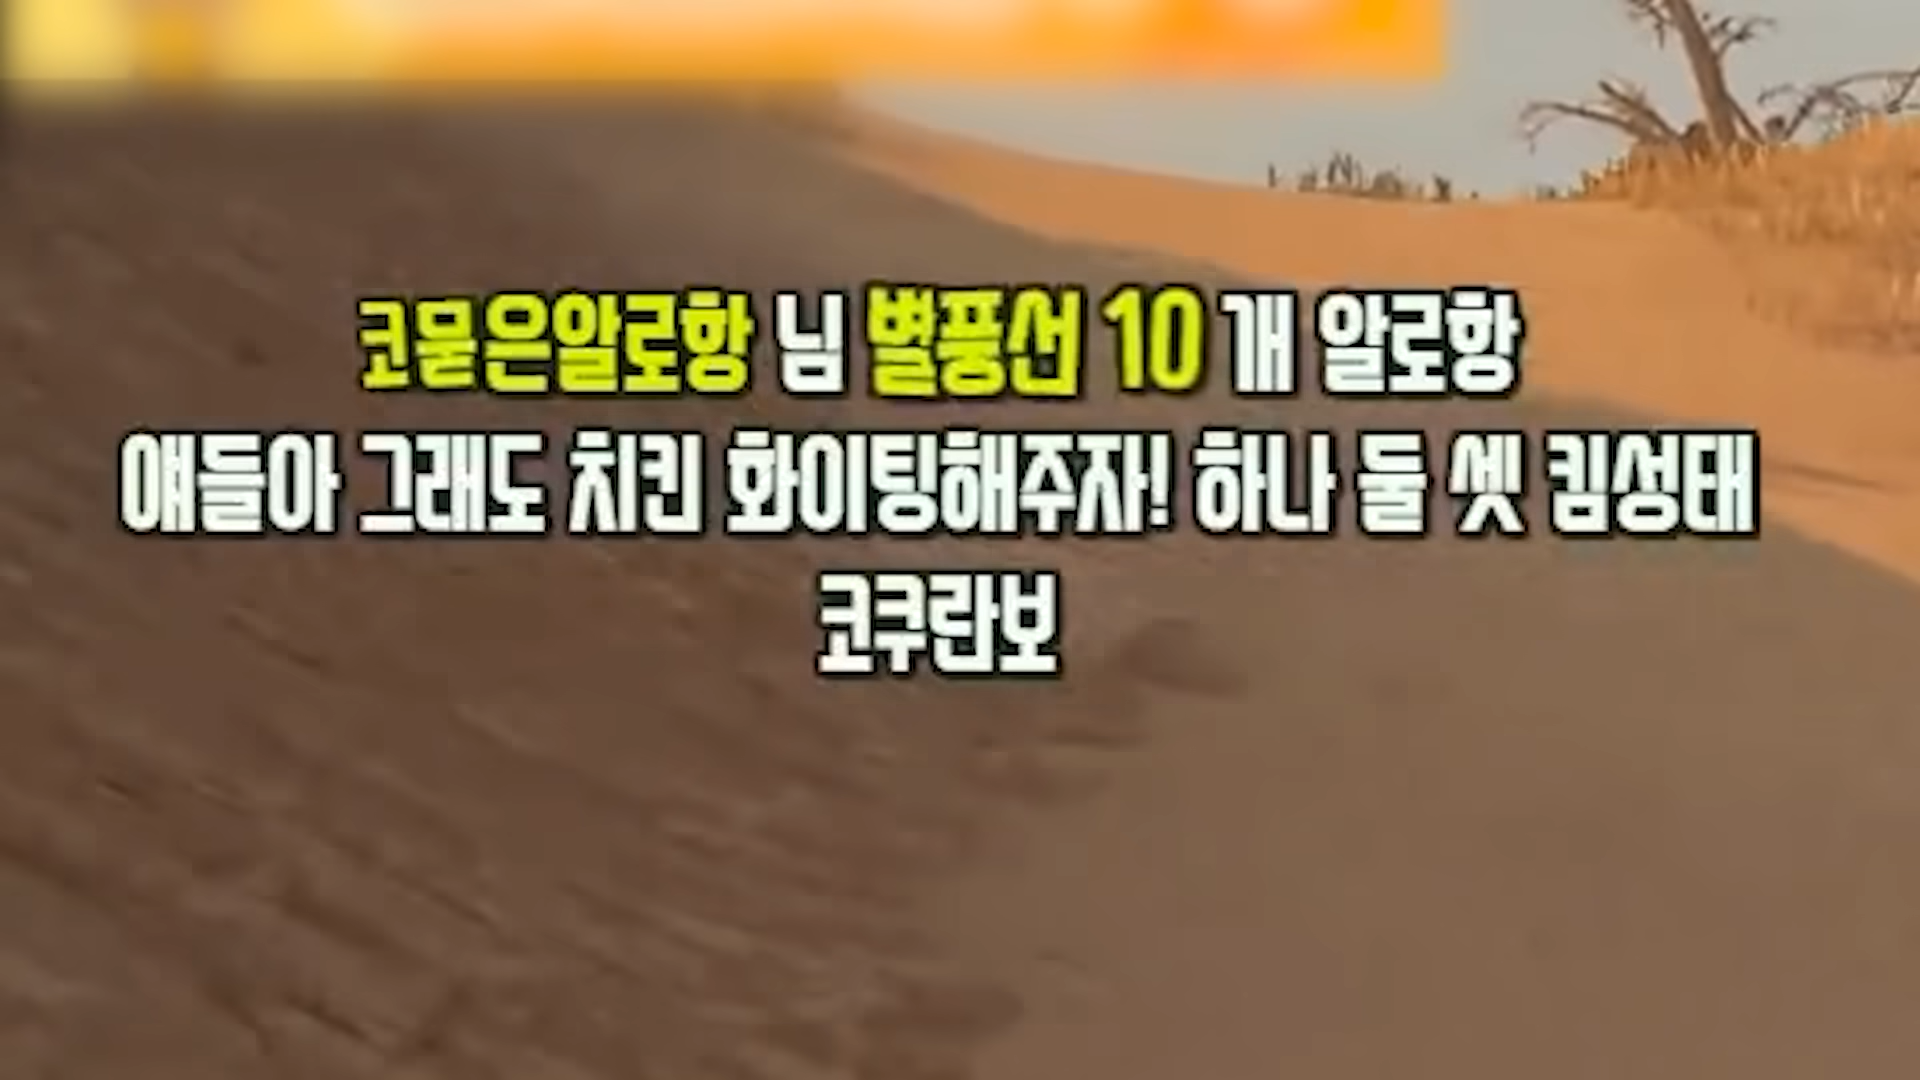 코묻은알로항 님 별풍선 10 개 알로항
얘들아 그래도 치킨 화이팅해주자! 하나 둘 셋 킴성태
코쿠란보